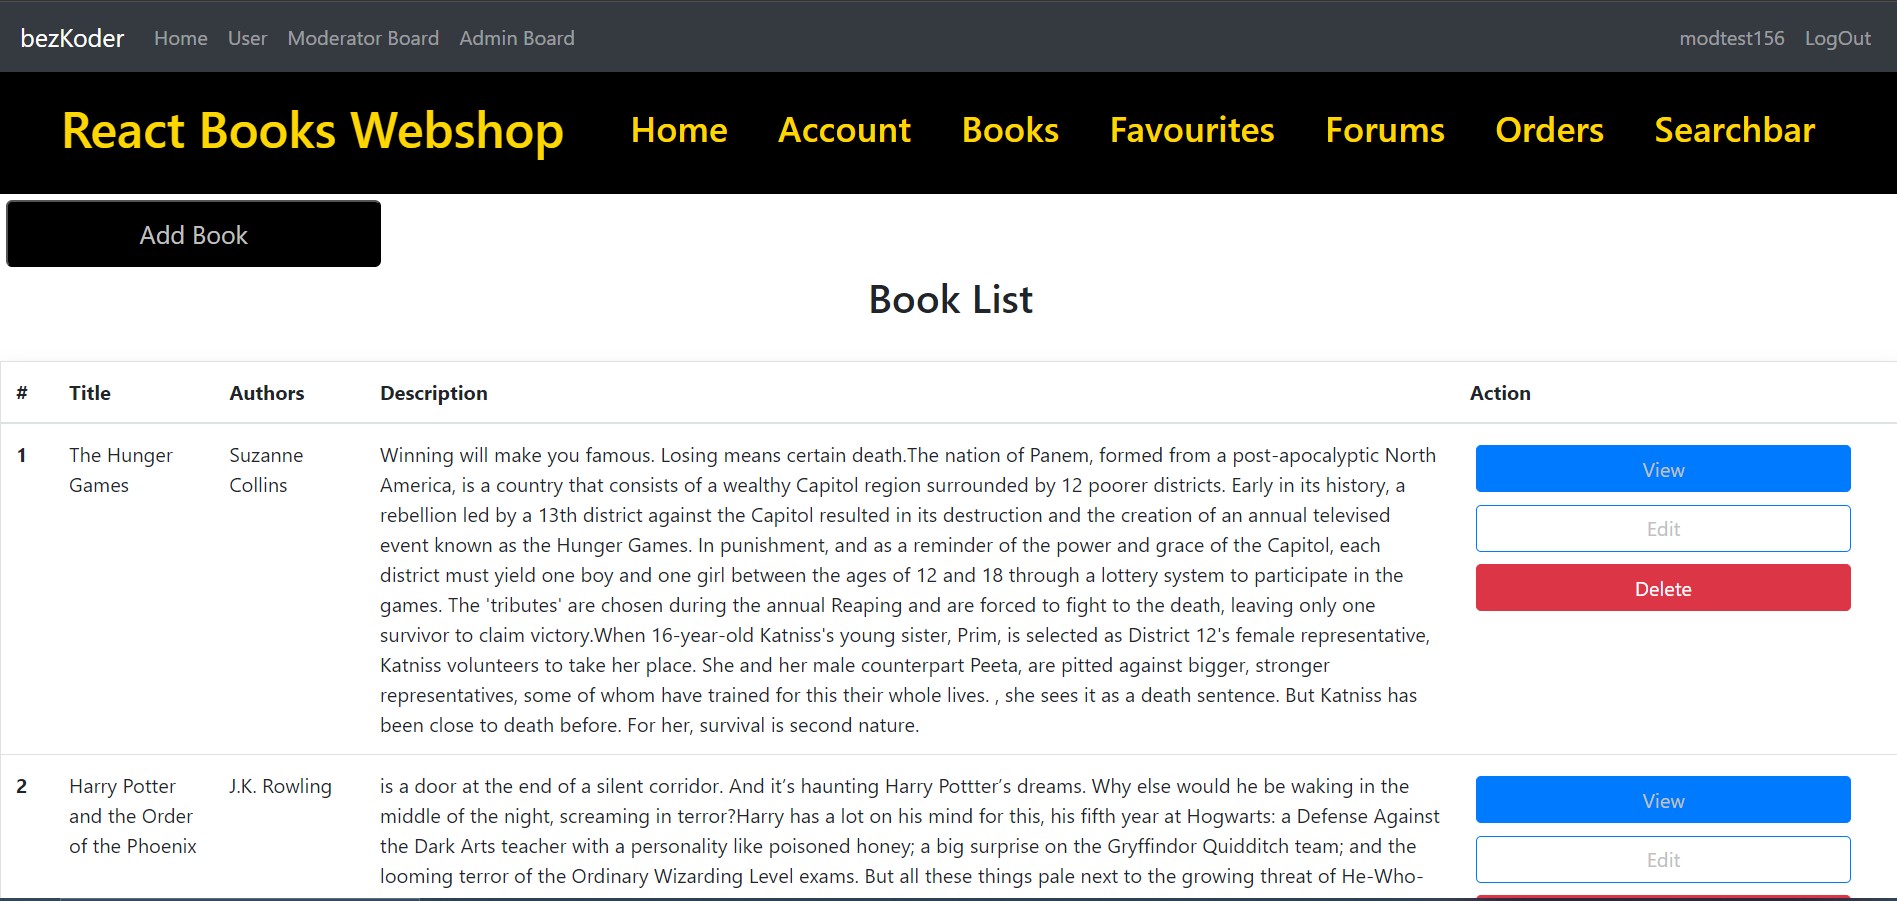 bezKoder Home User Moderator Board Admin Board modtest156 LogOut
React Books Webshop Home Account Books Favourites Forums Orders Searchbar
Add Book
Book List
# Title Authors Description Action
1 The Hunger Games Suzanne Collins
Winning will make you famous. Losing means certain death.The nation of Panem, formed from a post-apocalyptic North
America, is a country that consists of a wealthy Capitol region surrounded by 12 poorer districts. Early in its history, a
rebellion led by a 13th district against the Capitol resulted in its destruction and the creation of an annual televised
event known as the Hunger Games. In punishment, and as a reminder of the power and grace of the Capitol, each
district must yield one boy and one girl between the ages of 12 and 18 through a lottery system to participate in the
games. The 'tributes' are chosen during the annual Reaping and are forced to fight to the death, leaving only one
survivor to claim victory.When 16-year-old Katniss's young sister, Prim, is selected as District 12's female representative,
Katniss volunteers to take her place. She and her male counterpart Peeta, are pitted against bigger, stronger
representatives, some of whom have trained for this their whole lives. , she sees it as a death sentence. But Katniss has
been close to death before. For her, survival is second nature.
View
Edit
Delete
2 Harry Potter and the Order of the Phoenix J.K. Rowling
is a door at the end of a silent corridor. And it’s haunting Harry Pottter’s dreams. Why else would he be waking in the
middle of the night, screaming in terror?Harry has a lot on his mind for this, his fifth year at Hogwarts: a Defense Against
the Dark Arts teacher with a personality like poisoned honey; a big surprise on the Gryffindor Quidditch team; and the
looming terror of the Ordinary Wizarding Level exams. But all these things pale next to the growing threat of He-Who-
View
Edit